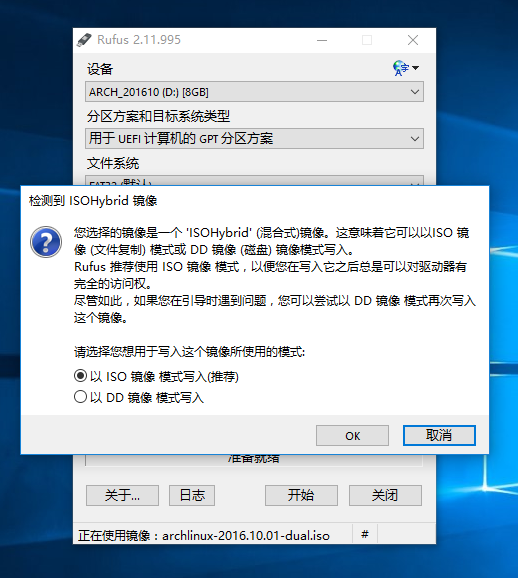 Rufus 2.11.995
设备
ARCH_201610 (D:) [8GB]
分区方案和目标系统类型
用于 UEFI 计算机的 GPT 分区方案
文件系统
检测到 ISOHybrid 镜像
您选择的镜像是一个 'ISOHybrid' (混合式)镜像。这意味着它可以以ISO 镜
像 (文件复制) 模式或 DD 镜像 (磁盘) 镜像模式写入。
Rufus 推荐使用 ISO 镜像 模式，以便您在写入它之后总是可以对驱动器有
完全的访问权。
尽管如此，如果您在引导时遇到问题，您可以尝试以 DD 镜像 模式再次写入
这个镜像。
请选择您想用于写入这个镜像所使用的模式:
以 ISO 镜像 模式写入(推荐)
以 DD 镜像 模式写入
OK
取消
准备就绪
关于...
日志
开始
关闭
正在使用镜像：archlinux-2016.10.01-dual.iso
#